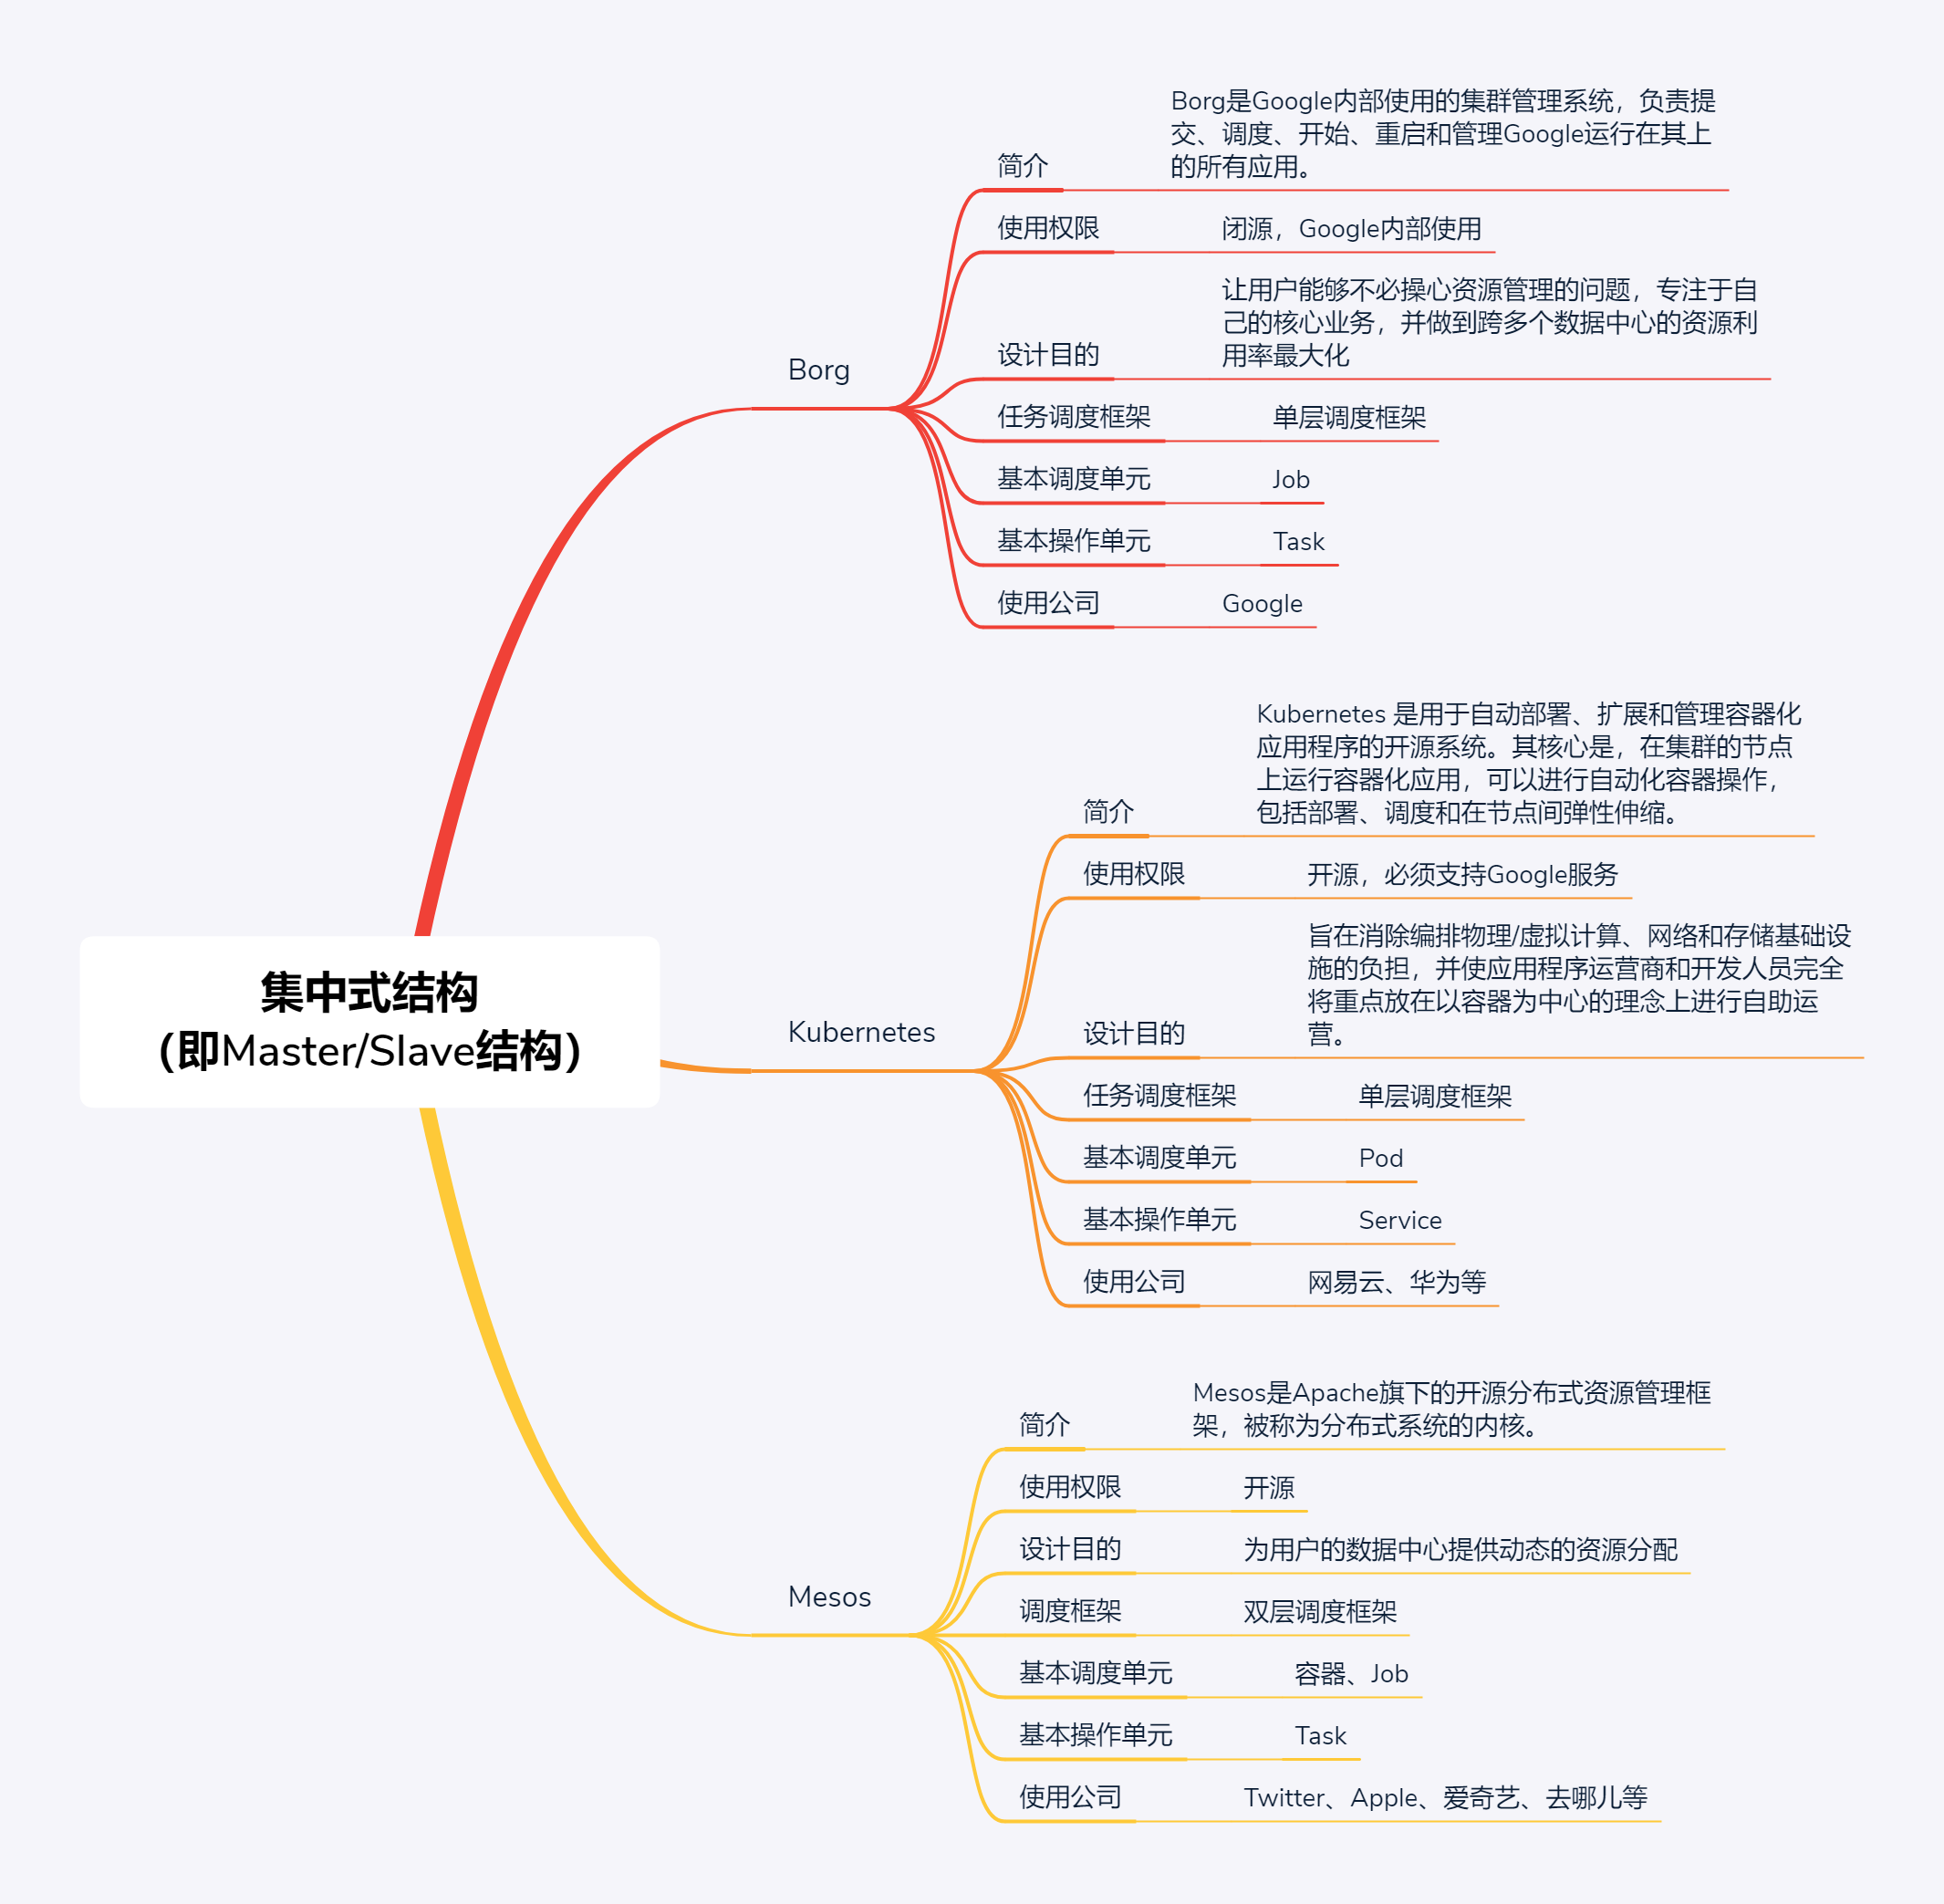 集中式结构
（即Master/Slave结构）
Borg
简介
Borg是Google内部使用的集群管理系统，负责提
交、调度、开始、重启和管理Google运行在其上
的所有应用。
使用权限
闭源，Google内部使用
设计目的
让用户能够不必操心资源管理的问题，专注于自
己的核心业务，并做到跨多个数据中心的资源利
用率最大化
任务调度框架
单层调度框架
基本调度单元
Job
基本操作单元
Task
使用公司
Google
Kubernetes
简介
Kubernetes 是用于自动部署、扩展和管理容器化
应用程序的开源系统。其核心是，在集群的节点
上运行容器化应用，可以进行自动化容器操作，
包括部署、调度和在节点间弹性伸缩。
使用权限
开源，必须支持Google服务
设计目的
旨在消除编排物理/虚拟计算、网络和存储基础设
施的负担，并使应用程序运营商和开发人员完全
将重点放在以容器为中心的理念上进行自助运
营。
任务调度框架
单层调度框架
基本调度单元
Pod
基本操作单元
Service
使用公司
网易云、华为等
Mesos
简介
Mesos是Apache旗下的开源分布式资源管理框
架，被称为分布式系统的内核。
使用权限
开源
设计目的
为用户的数据中心提供动态的资源分配
调度框架
双层调度框架
基本调度单元
容器、Job
基本操作单元
Task
使用公司
Twitter、Apple、爱奇艺、去哪儿等